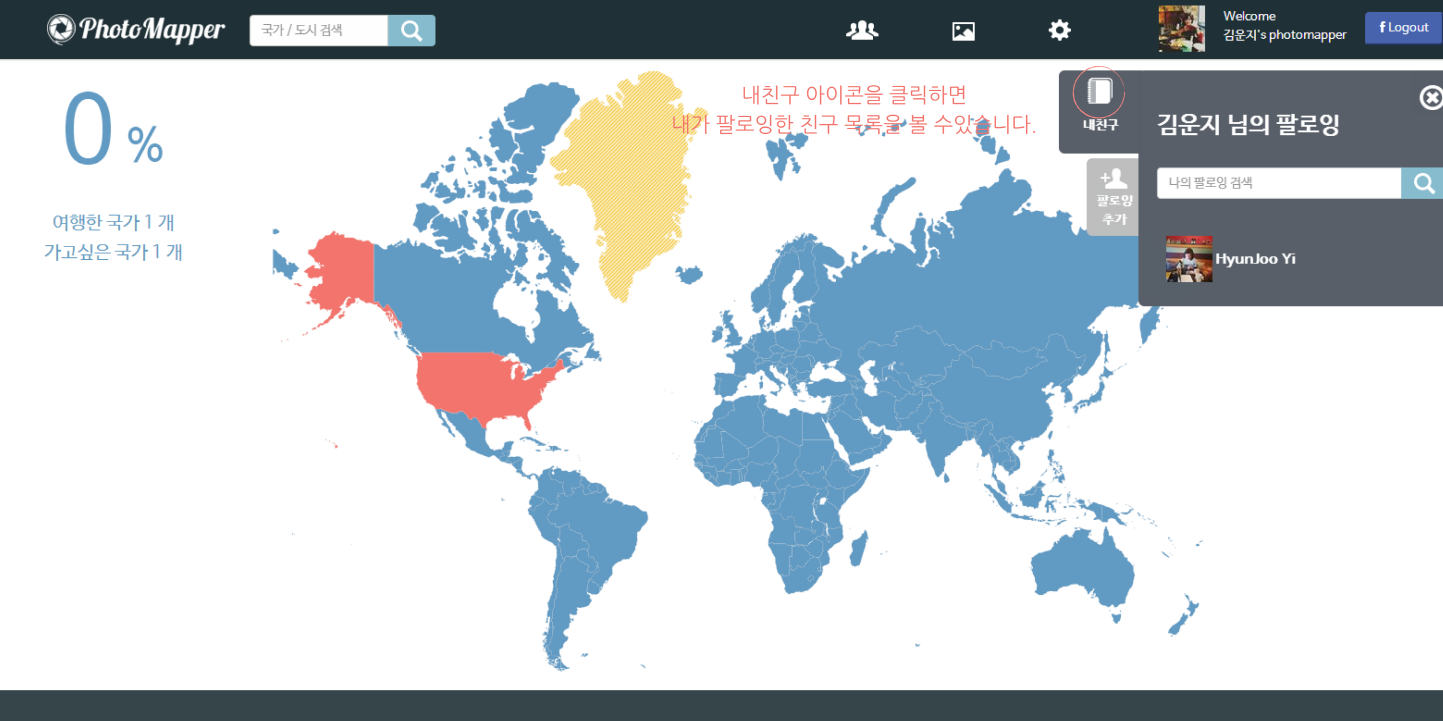 PhotoMapper
국가 / 도시 검색
Welcome
김운지's photomapper
f Logout
0 %
여행한 국가 1 개
가고싶은 국가 1 개
내친구 아이콘을 클릭하면
내가 팔로잉한 친구 목록을 볼 수있습니다.
내친구
팔로잉
추가
김운지 님의 팔로잉
나의 팔로잉 검색
HyunJoo Yi